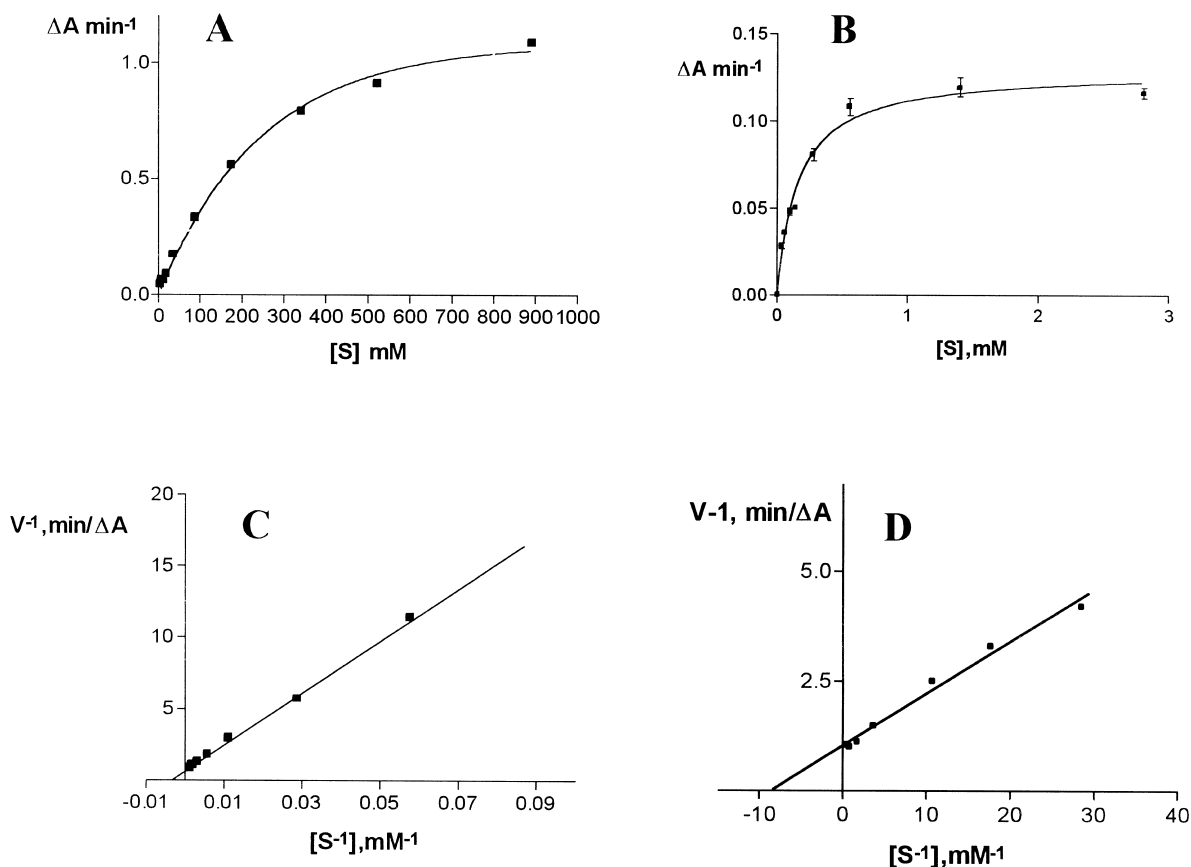 ΔA min-1
A
1.0
0.5
0.0
0 100 200 300 400 500 600 700 800 900 1000
[S] mM
B
0.15
ΔA min-1
0.10
0.05
0.00
0 1 2 3
[S],mM
20
V-1,min/ΔA
C
15
10
5
-0.01 0.01 0.03 0.05 0.07 0.09
[S-1],mM-1
V-1, min/ΔA
D
5.0
2.5
-10 0 10 20 30 40
[S-1],mM-1